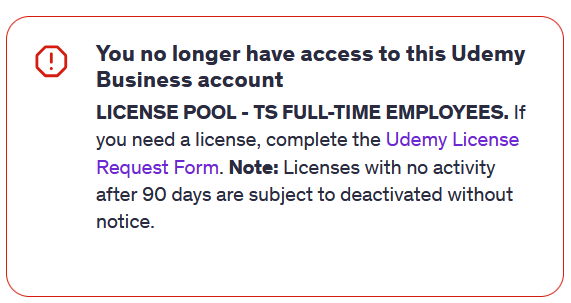 You no longer have access to this Udemy
Business account
LICENSE POOL - TS FULL-TIME EMPLOYEES. If
you need a license, complete the Udemy License
Request Form. Note: Licenses with no activity
after 90 days are subject to deactivated without
notice.